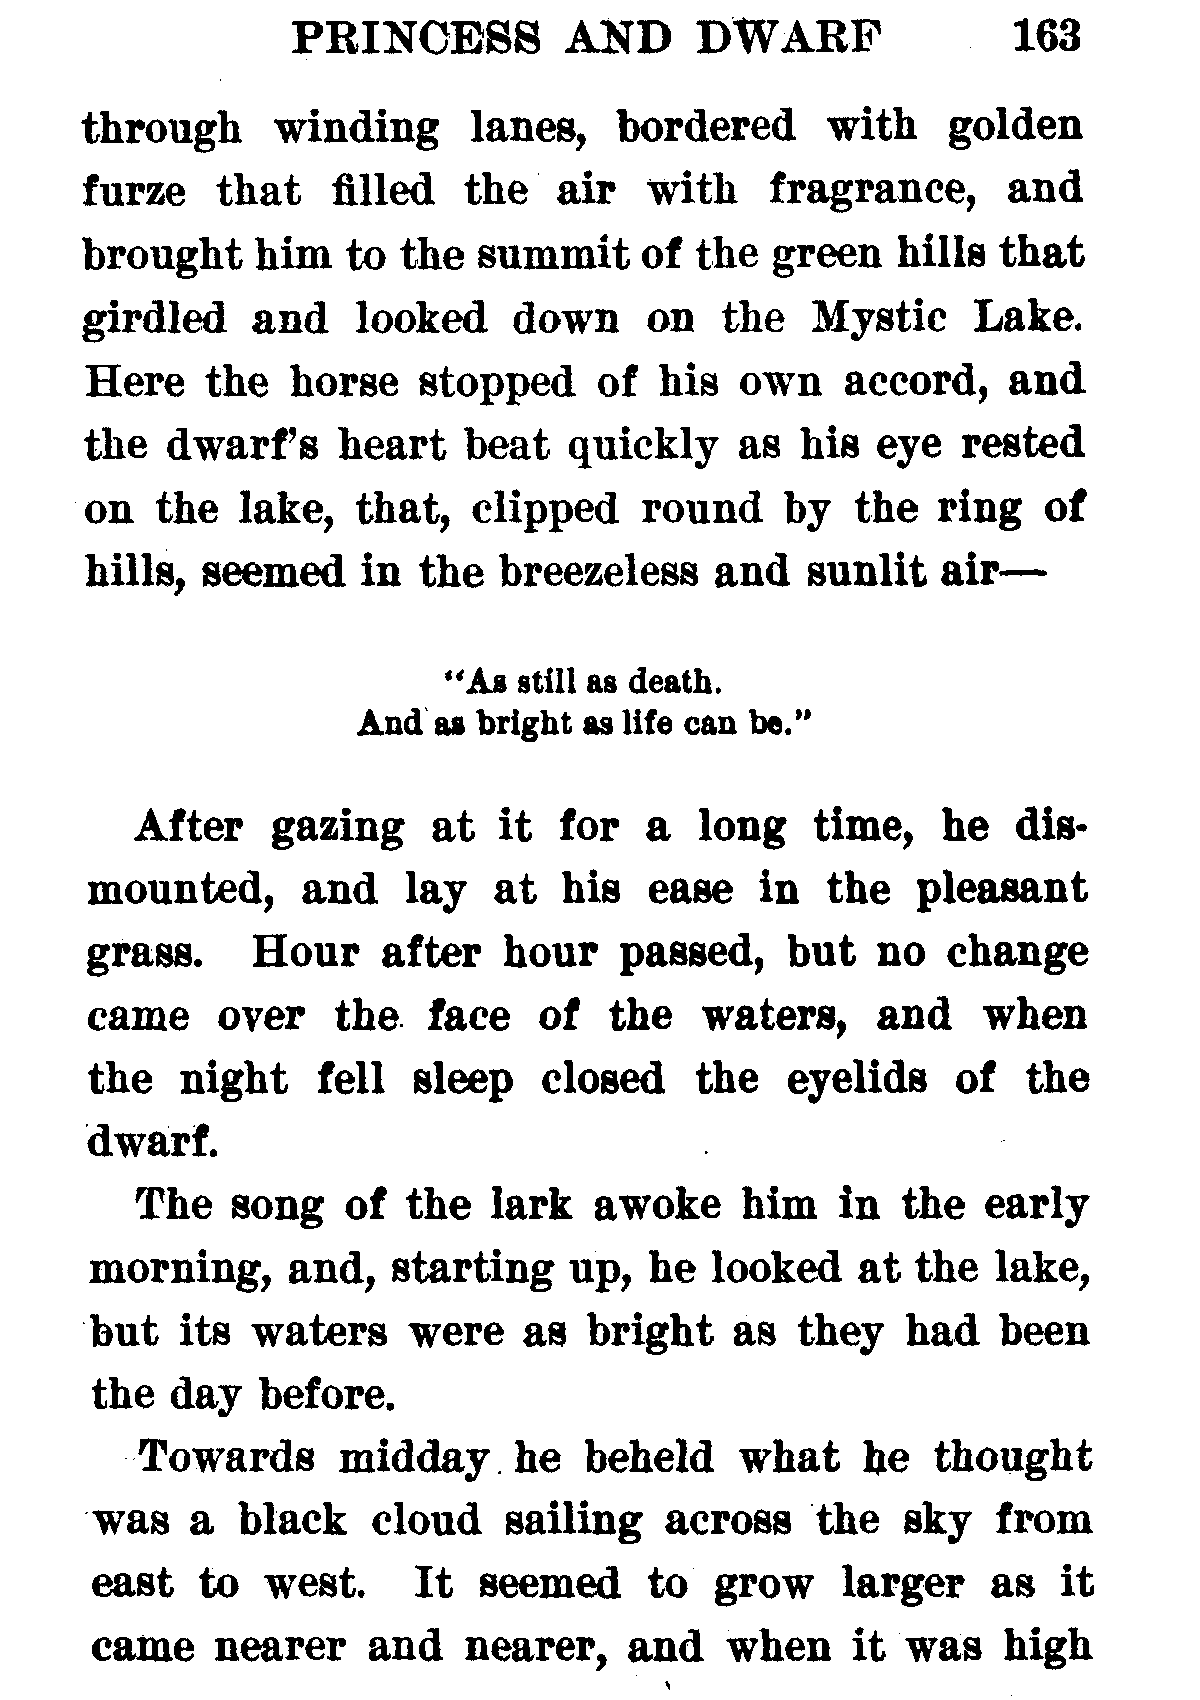 PRINCESS AND DWARF 163
through winding lanes, bordered with golden
furze that filled the air with fragrance, and
brought him to the summit of the green hills that
girdled and looked down on the Mystic Lake.
Here the horse stopped of his own accord, and
the dwarf's heart beat quickly as his eye rested
on the lake, that, clipped round by the ring of
hills, seemed in the breezeless and sunlit air—
"As still as death.
And as bright as life can be."
After gazing at it for a long time, he dis-
mounted, and lay at his ease in the pleasant
grass. Hour after hour passed, but no change
came over the face of the waters, and when
the night fell sleep closed the eyelids of the
dwarf.
The song of the lark awoke him in the early
morning, and, starting up, he looked at the lake,
but its waters were as bright as they had been
the day before.
Towards midday he beheld what he thought
was a black cloud sailing across the sky from
east to west. It seemed to grow larger as it
came nearer and nearer, and when it was high